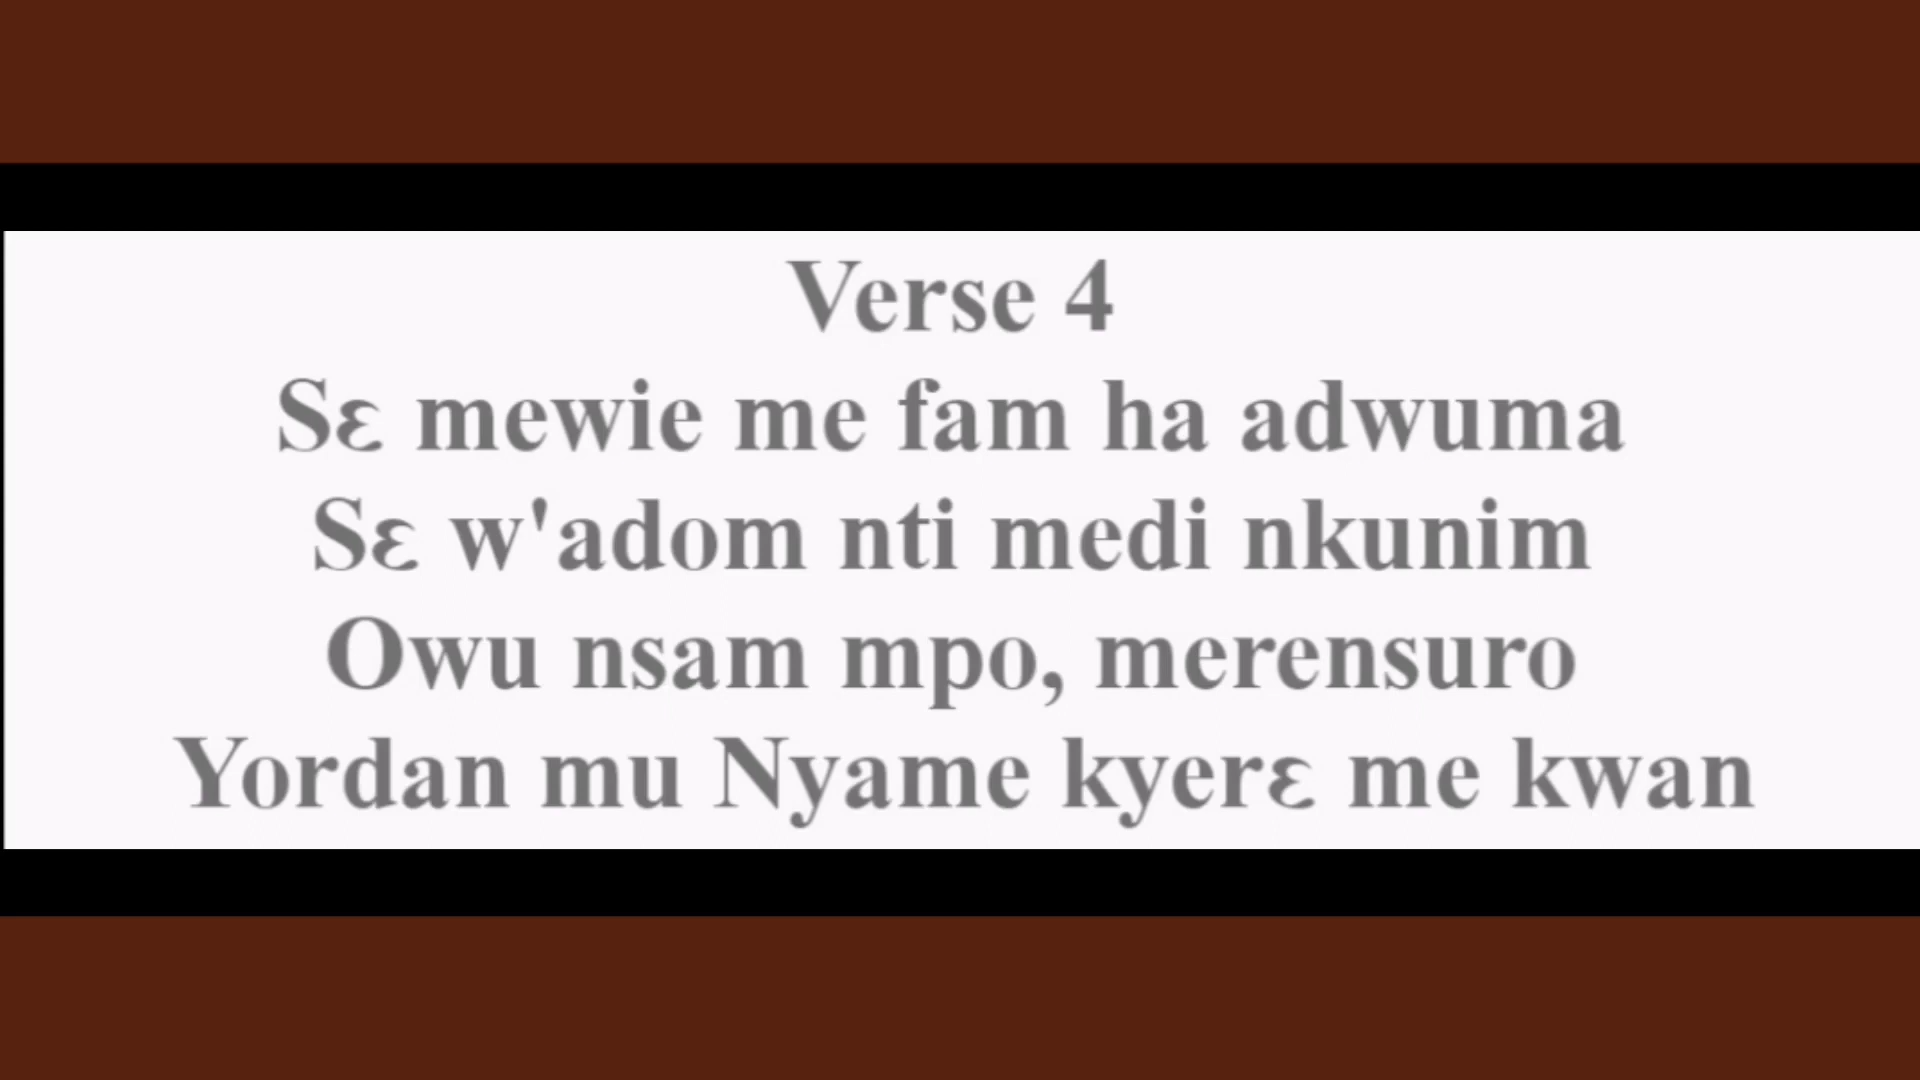 Verse 4
Sɛ mewie me fam ha adwuma
Sɛ w'adom nti medi nkunim
Owu nsam mpo, merensuro
Yordan mu Nyame kyerɛ me kwan